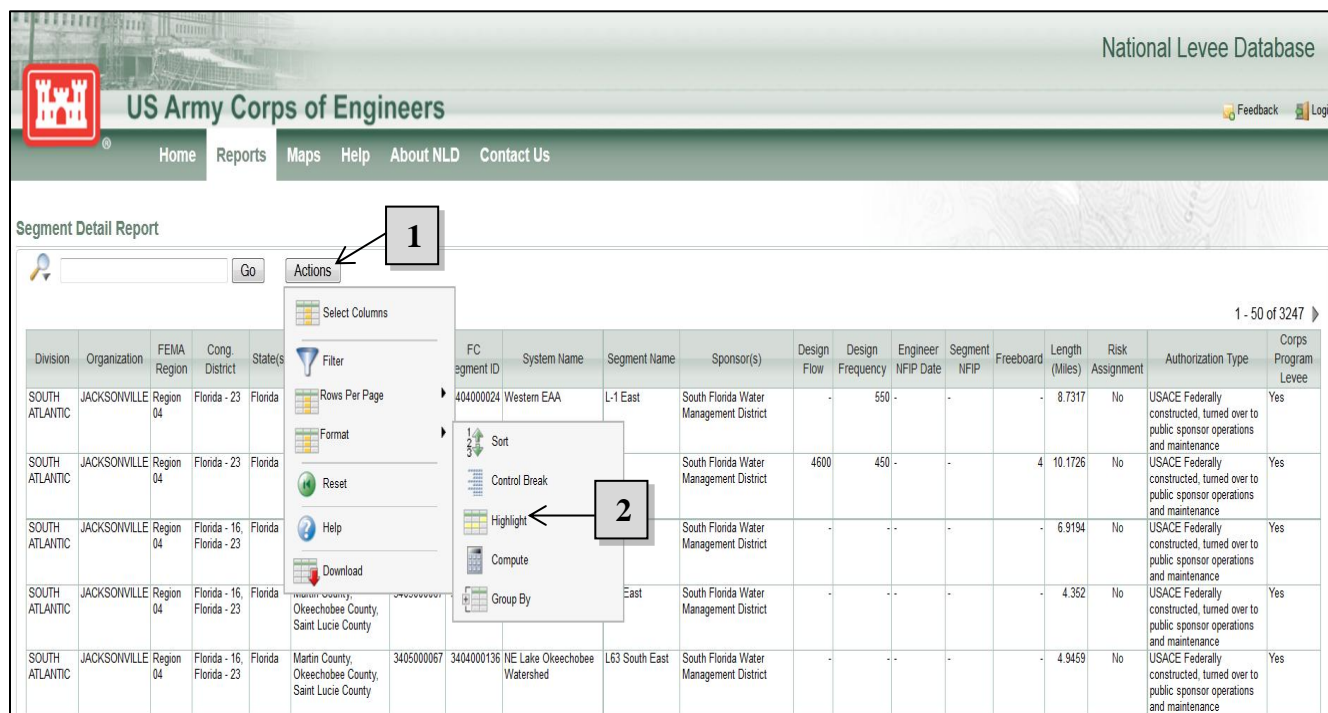 National Levee Database
US Army Corps of Engineers
®
Feedback Logi
Home Reports Maps Help About NLD Contact Us
Segment Detail Report
1
Go Actions
Select Columns
Filter
Rows Per Page
Format
Reset
Help
Download
Sort
Control Break
Highlight
Compute
Group By
2
1 - 50 of 3247
Division Organization FEMA Region Cong. District State(s FC egment ID System Name Segment Name Sponsor(s) Design Flow Design Frequency Engineer NFIP Date Segment NFIP Freeboard Length (Miles) Risk Assignment Authorization Type Corps Program Levee
SOUTH JACKSONVILLE Region Florida - 23 Florida 404000024 Western EAA L-1 East South Florida Water - 550 - - - 8.7317 No USACE Federally Yes
ATLANTIC 04 Management District constructed, turned over to
public sponsor operations
and maintenance
SOUTH JACKSONVILLE Region Florida - 23 Florida South Florida Water 4600 450 - - 4 10.1726 No USACE Federally Yes
ATLANTIC 04 Management District constructed, turned over to
public sponsor operations
and maintenance
SOUTH JACKSONVILLE Region Florida - 16, Florida South Florida Water - - - - - 6.9194 No USACE Federally Yes
ATLANTIC 04 Florida - 23 Management District constructed, turned over to
public sponsor operations
and maintenance
SOUTH JACKSONVILLE Region Florida - 16, Florida East South Florida Water - - - - - 4.352 No USACE Federally Yes
ATLANTIC 04 Florida - 23 Okeechobee County, Management District constructed, turned over to
Saint Lucie County public sponsor operations
and maintenance
SOUTH JACKSONVILLE Region Florida - 16, Florida Martin County, 3405000067 3404000136 NE Lake Okeechobee L63 South East South Florida Water - - - - - 4.9459 No USACE Federally Yes
ATLANTIC 04 Florida - 23 Okeechobee County, Watershed Management District constructed, turned over to
Saint Lucie County public sponsor operations
and maintenance